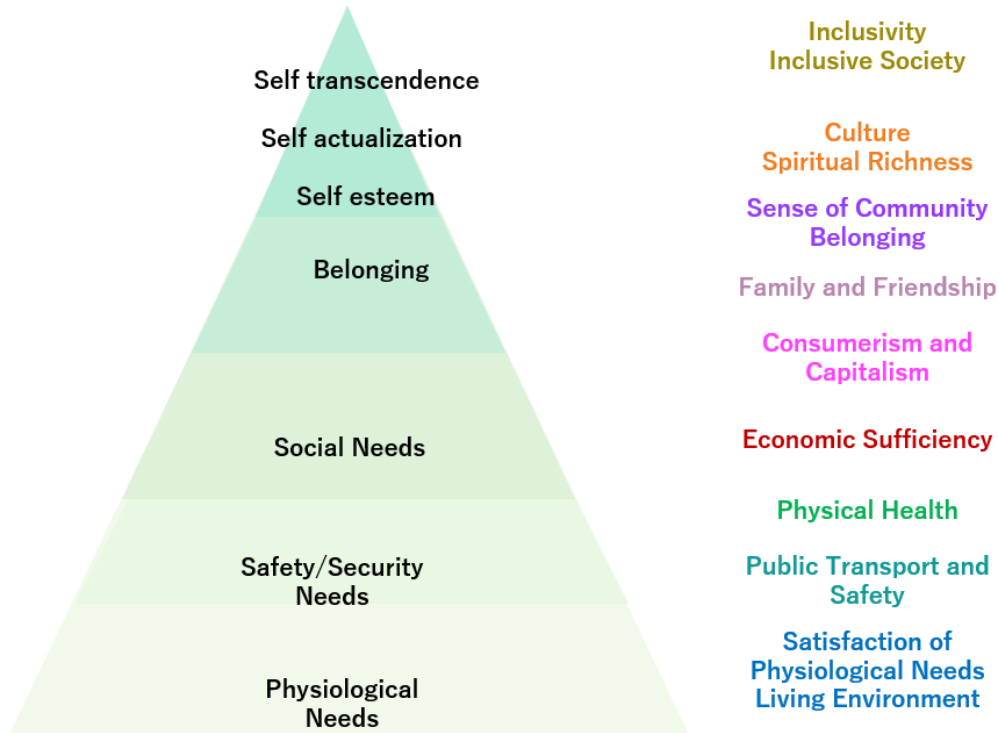 Self transcendence
Self actualization
Self esteem
Belonging
Social Needs
Safety/Security
Needs
Physiological
Needs
Inclusivity
Inclusive Society
Culture
Spiritual Richness
Sense of Community
Belonging
Family and Friendship
Consumerism and
Capitalism
Economic Sufficiency
Physical Health
Public Transport and
Safety
Satisfaction of
Physiological Needs
Living Environment